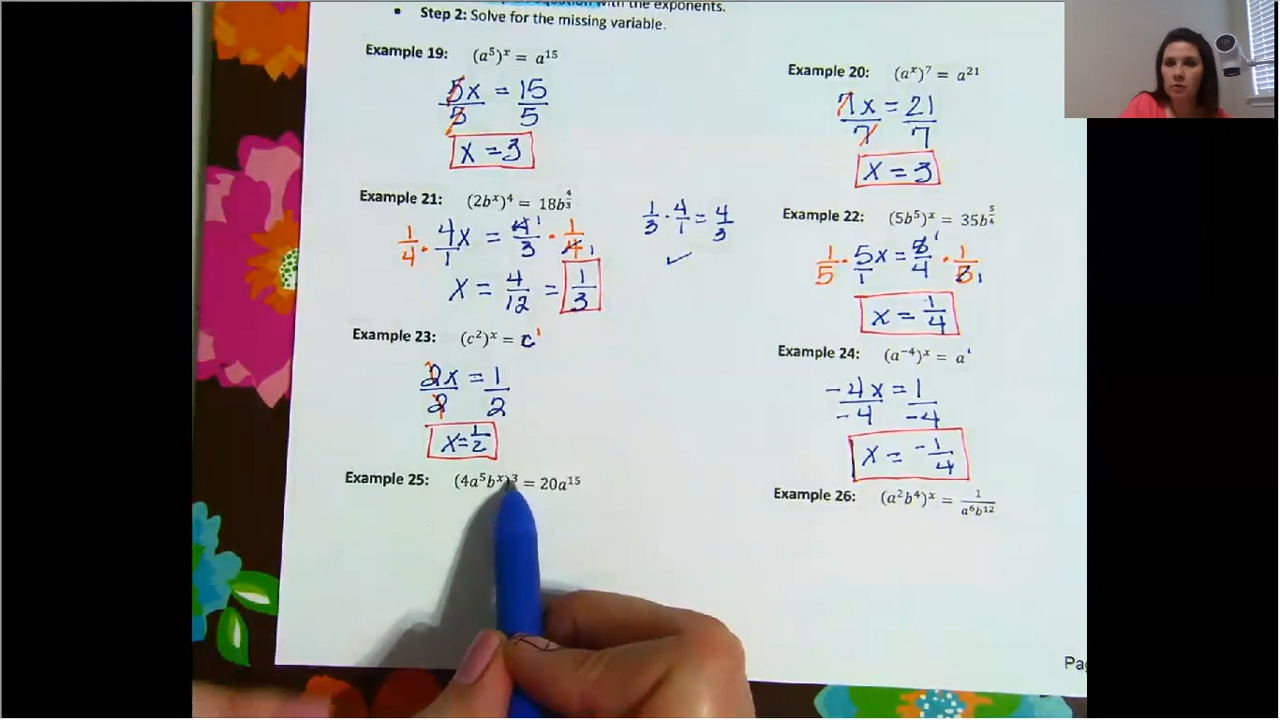 with the exponents.
• Step 2: Solve for the missing variable.
Example 19: (a⁵)ˣ = a¹⁵
5x/5 = 15/5
x = 3
Example 20: (aˣ)⁷ = a²¹
7x/7 = 21/7
x = 3
Example 21: (2bˣ)⁴ = 18b^(4/3)
1/4 · 4/1 x = 4/3 · 1/4
x = 4/12 = 1/3
1/3 · 4/1 = 4/3 ✓
Example 22: (5b⁵)ˣ = 35b^(5/4)
1/5 · 5/1 x = 5/4 · 1/5
x = 1/4
Example 23: (c²)ˣ = c¹
2x/2 = 1/2
x = 1/2
Example 24: (a⁻⁴)ˣ = a¹
-4x/-4 = 1/-4
x = -1/4
Example 25: (4a⁵bˣ)³ = 20a¹⁵
Example 26: (a²b⁴)ˣ = 1/(a⁶b¹²)